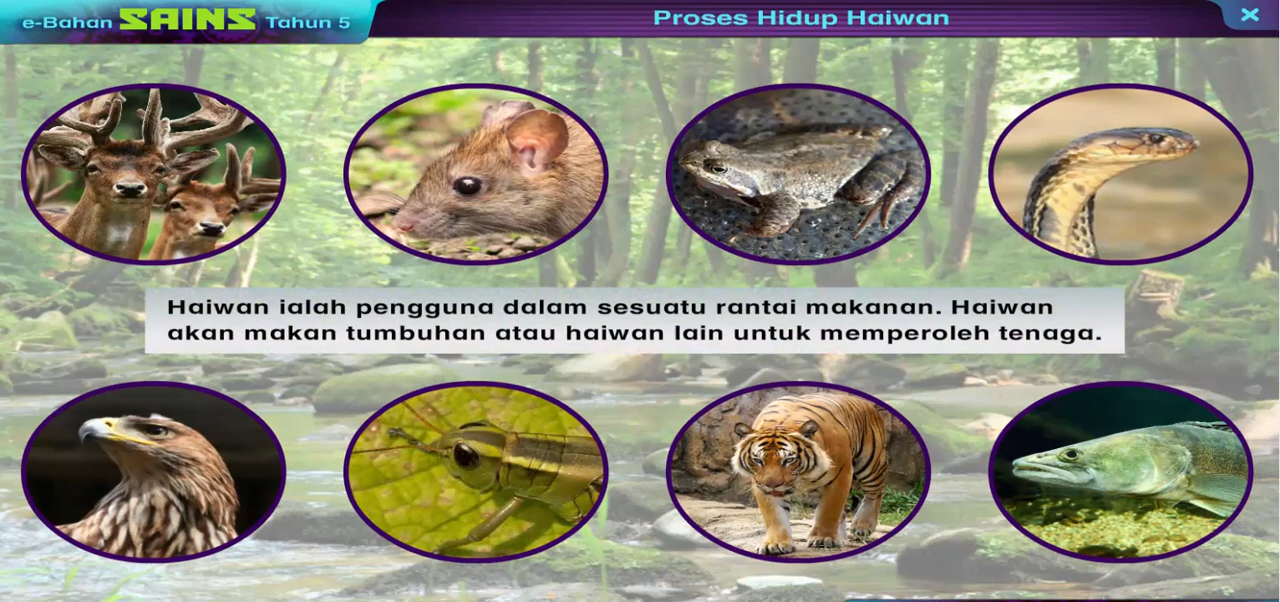 e-Bahan SAINS Tahun 5
Proses Hidup Haiwan
Haiwan ialah pengguna dalam sesuatu rantai makanan. Haiwan
akan makan tumbuhan atau haiwan lain untuk memperoleh tenaga.